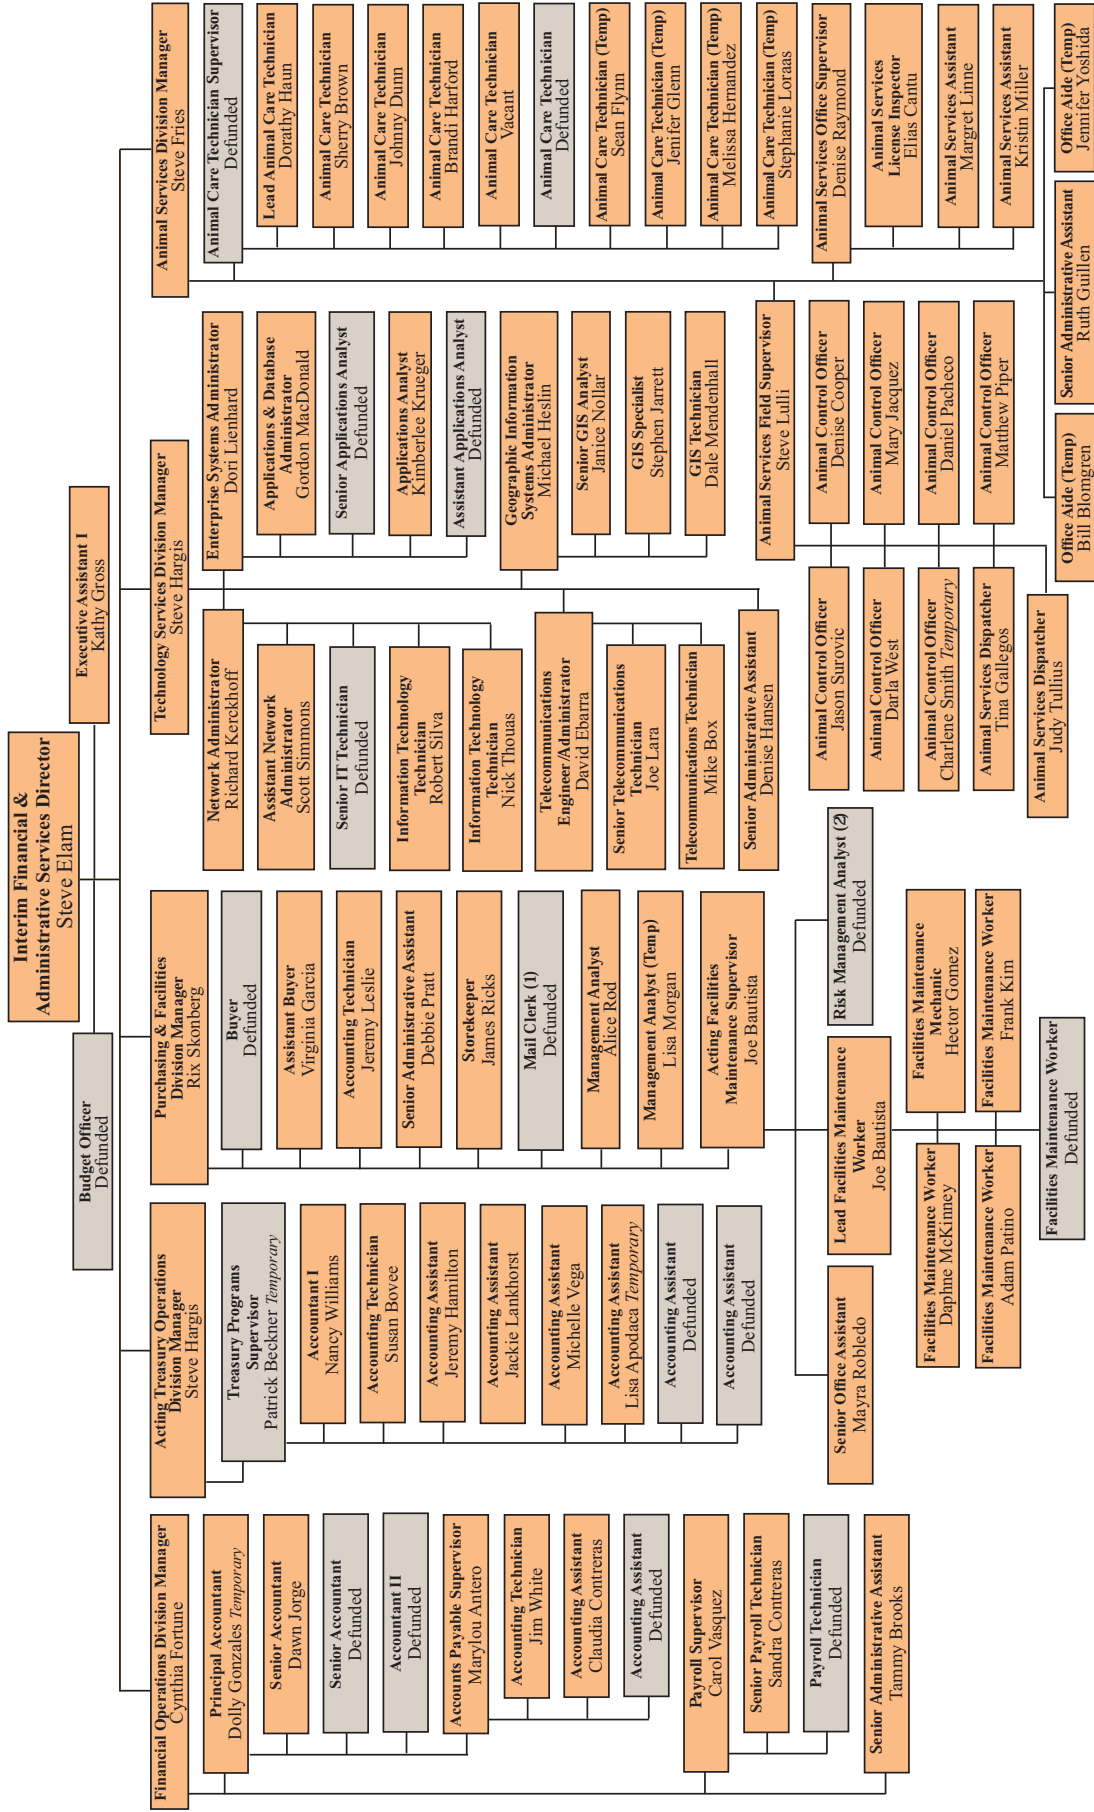 Interim Financial &
Administrative Services Director
Steve Elam
Budget Officer
Defunded
Executive Assistant I
Kathy Gross
Financial Operations Division Manager
Cynthia Fortune
Principal Accountant
Dolly Gonzales Temporary
Senior Accountant
Dawn Jorge
Senior Accountant
Defunded
Accountant II
Defunded
Accounts Payable Supervisor
Marylou Antero
Accounting Technician
Jim White
Accounting Assistant
Claudia Contreras
Accounting Assistant
Defunded
Payroll Supervisor
Carol Vasquez
Senior Payroll Technician
Sandra Contreras
Payroll Technician
Defunded
Senior Administrative Assistant
Tammy Brooks
Acting Treasury Operations
Division Manager
Steve Hargis
Treasury Programs
Supervisor
Patrick Beckner Temporary
Accountant I
Nancy Williams
Accounting Technician
Susan Bovee
Accounting Assistant
Jeremy Hamilton
Accounting Assistant
Jackie Lankhorst
Accounting Assistant
Michelle Vega
Accounting Assistant
Lisa Apodaca Temporary
Accounting Assistant
Defunded
Accounting Assistant
Defunded
Purchasing & Facilities
Division Manager
Rix Skonberg
Buyer
Defunded
Assistant Buyer
Virginia Garcia
Accounting Technician
Jeremy Leslie
Senior Administrative Assistant
Debbie Pratt
Storekeeper
James Ricks
Mail Clerk (1)
Defunded
Management Analyst
Alice Rod
Management Analyst (Temp)
Lisa Morgan
Acting Facilities
Maintenance Supervisor
Joe Bautista
Senior Office Assistant
Mayra Robledo
Lead Facilities Maintenance
Worker
Joe Bautista
Risk Management Analyst (2)
Defunded
Facilities Maintenance Worker
Daphne McKinney
Facilities Maintenance
Mechanic
Hector Gomez
Facilities Maintenance Worker
Adam Patino
Facilities Maintenance Worker
Frank Kim
Facilities Maintenance Worker
Defunded
Technology Services Division Manager
Steve Hargis
Network Administrator
Richard Kerckhoff
Assistant Network
Administrator
Scott Simmons
Senior IT Technician
Defunded
Information Technology
Technician
Robert Silva
Information Technology
Technician
Nick Thouas
Telecommunications
Engineer /Administrator
David Ebarra
Senior Telecommunications
Technician
Joe Lara
Telecommunications Technician
Mike Box
Senior Administrative Assistant
Denise Hansen
Enterprise Systems Administrator
Dori Lienhard
Applications & Database
Administrator
Gordon MacDonald
Senior Applications Analyst
Defunded
Applications Analyst
Kimberlee Krueger
Assistant Applications Analyst
Defunded
Geographic Information
Systems Administrator
Michael Heslin
Senior GIS Analyst
Janice Nollar
GIS Specialist
Stephen Jarrett
GIS Technician
Dale Mendenhall
Animal Services Division Manager
Steve Fries
Animal Care Technician Supervisor
Defunded
Lead Animal Care Technician
Dorathy Haun
Animal Care Technician
Sherry Brown
Animal Care Technician
Johnny Dunn
Animal Care Technician
Brandi Harford
Animal Care Technician
Vacant
Animal Care Technician
Defunded
Animal Care Technician (Temp)
Sean Flynn
Animal Care Technician (Temp)
Jenifer Glenn
Animal Care Technician (Temp)
Melissa Hernandez
Animal Care Technician (Temp)
Stephanie Loraas
Animal Services Office Supervisor
Denise Raymond
Animal Services
License Inspector
Elias Cantu
Animal Services Assistant
Margret Linne
Animal Services Assistant
Kristin Miller
Animal Services Field Supervisor
Steve Lulli
Animal Control Officer
Jason Surovic
Animal Control Officer
Denise Cooper
Animal Control Officer
Darla West
Animal Control Officer
Mary Jacquez
Animal Control Officer
Charlene Smith Temporary
Animal Control Officer
Daniel Pacheco
Animal Services Dispatcher
Tina Gallegos
Animal Control Officer
Matthew Piper
Animal Services Dispatcher
Judy Tullius
Office Aide (Temp)
Bill Blomgren
Senior Administrative Assistant
Ruth Guillen
Office Aide (Temp)
Jennifer Yoshida